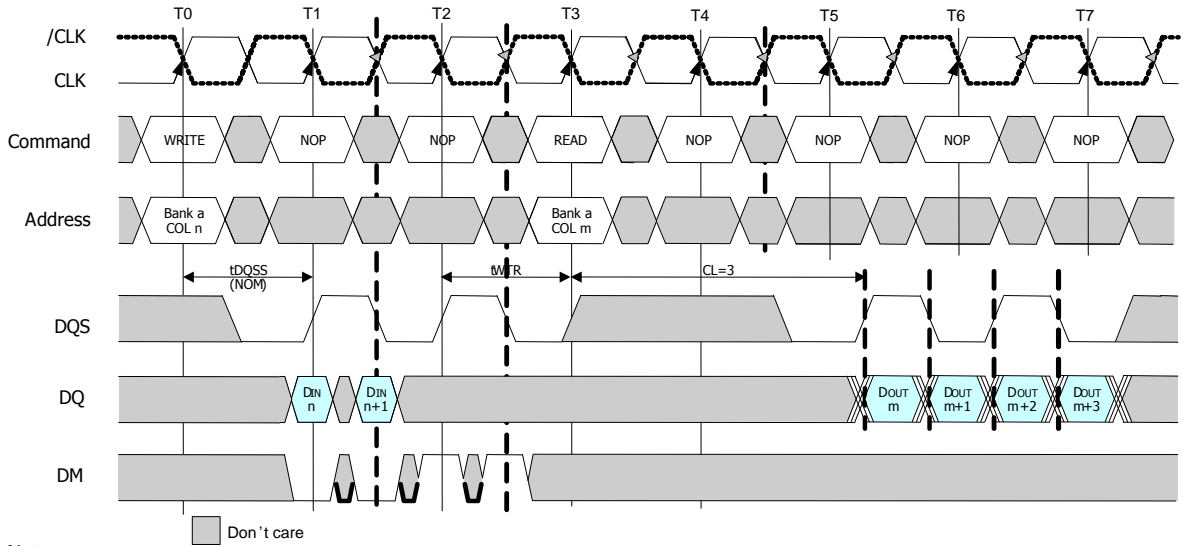 T0 T1 T2 T3 T4 T5 T6 T7
/CLK
CLK
Command WRITE NOP NOP READ NOP NOP NOP NOP
Address Bank a COL n Bank a COL m
tDQSS (NOM) tWTR CL=3
DQS
DQ DIN n DIN n+1 DOUT m DOUT m+1 DOUT m+2 DOUT m+3
DM
Don't care